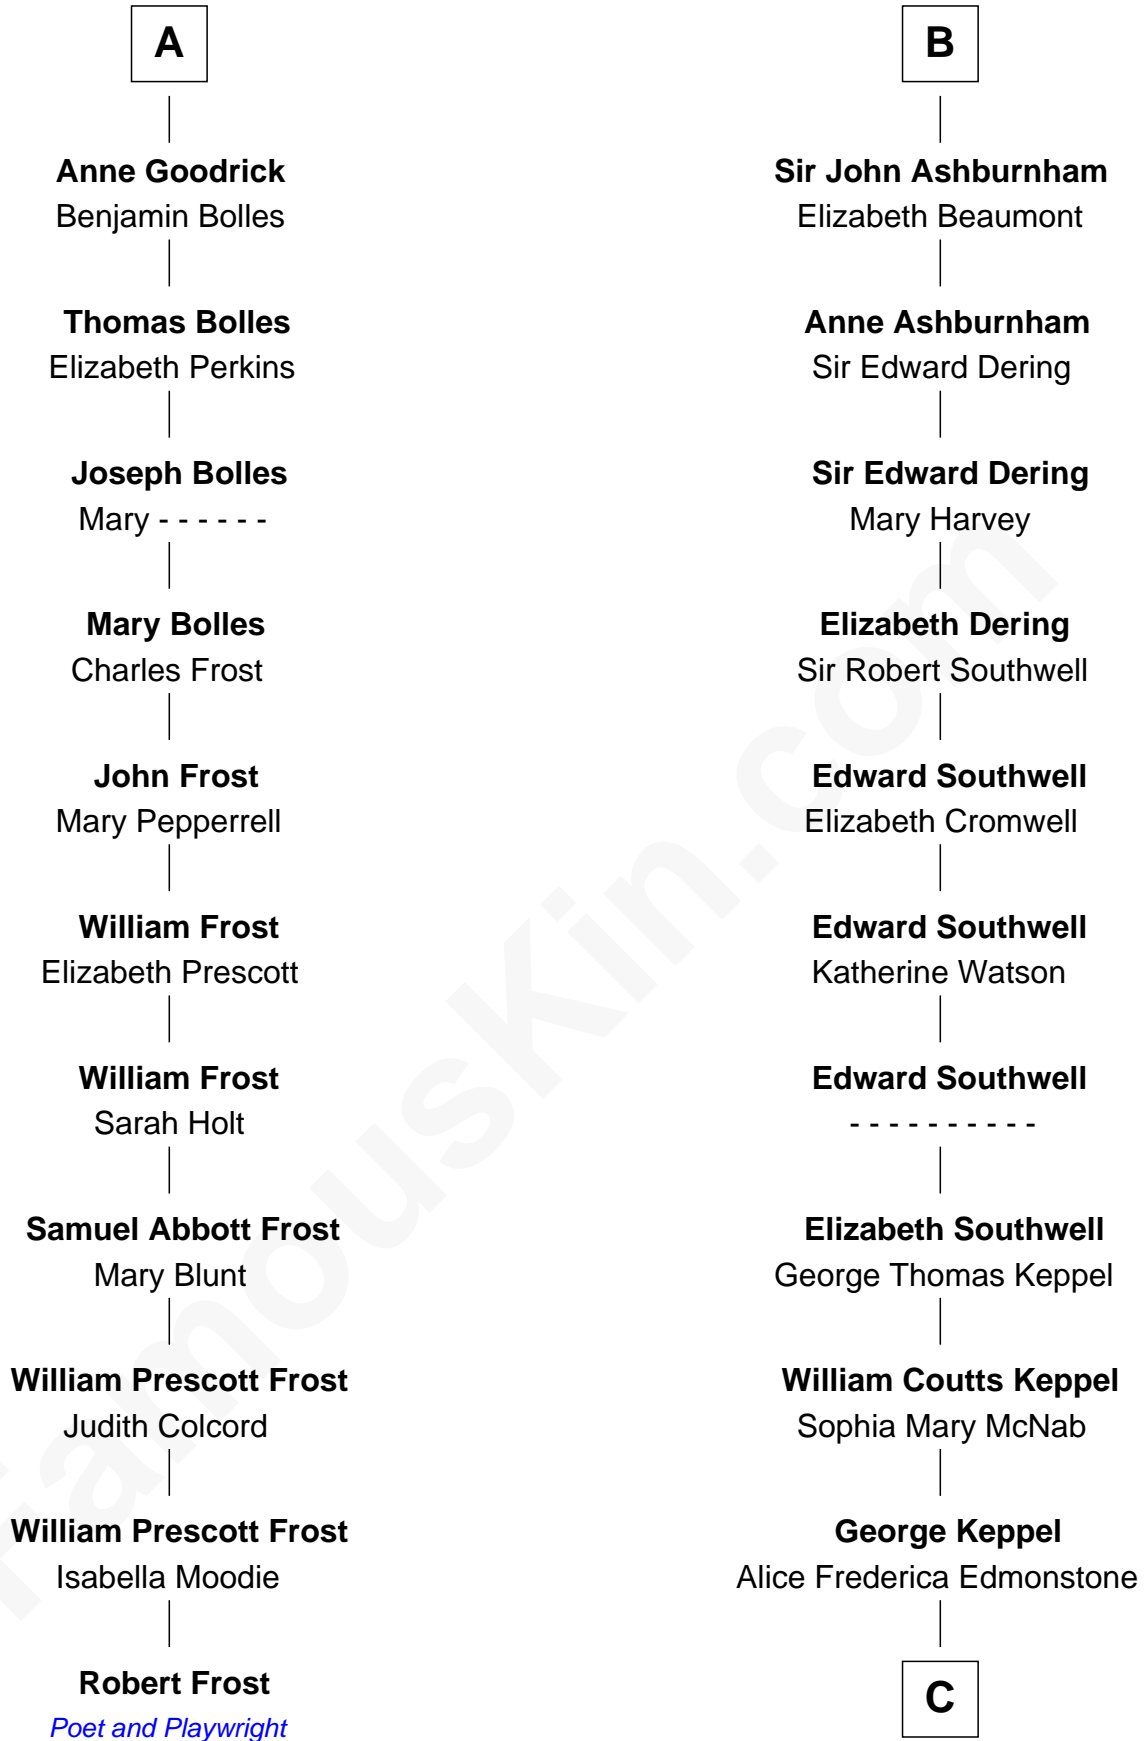 A
Anne Goodrick
Benjamin Bolles
Thomas Bolles
Elizabeth Perkins
Joseph Bolles
Mary - - - - - -
Mary Bolles
Charles Frost
John Frost
Mary Pepperrell
William Frost
Elizabeth Prescott
William Frost
Sarah Holt
Samuel Abbott Frost
Mary Blunt
William Prescott Frost
Judith Colcord
William Prescott Frost
Isabella Moodie
Robert Frost
Poet and Playwright
B
Sir John Ashburnham
Elizabeth Beaumont
Anne Ashburnham
Sir Edward Dering
Sir Edward Dering
Mary Harvey
Elizabeth Dering
Sir Robert Southwell
Edward Southwell
Elizabeth Cromwell
Edward Southwell
Katherine Watson
Edward Southwell
- - - - - - - - - -
Elizabeth Southwell
George Thomas Keppel
William Coutts Keppel
Sophia Mary McNab
George Keppel
Alice Frederica Edmonstone
C
FamousKin.com